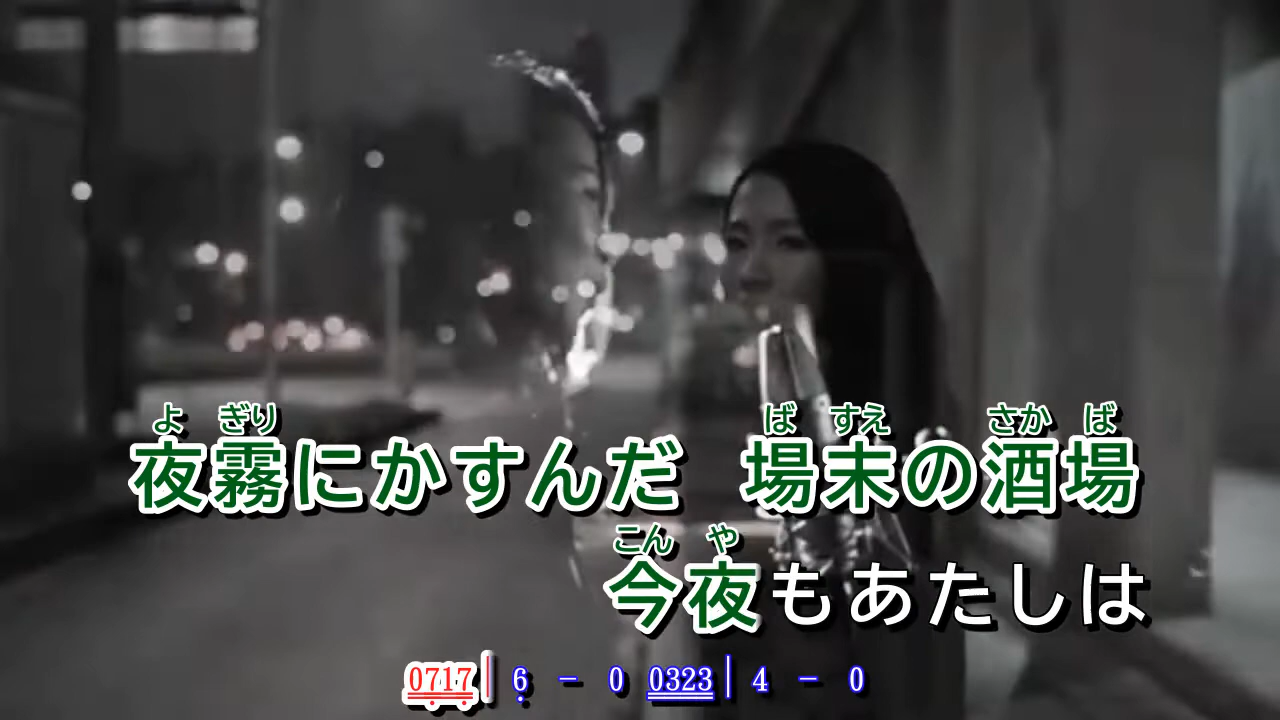 よ ぎり ば すえ さか ば
夜霧にかすんだ 場末の酒場
こん や
今夜もあたしは
0717| 6 − 0 0323| 4 − 0